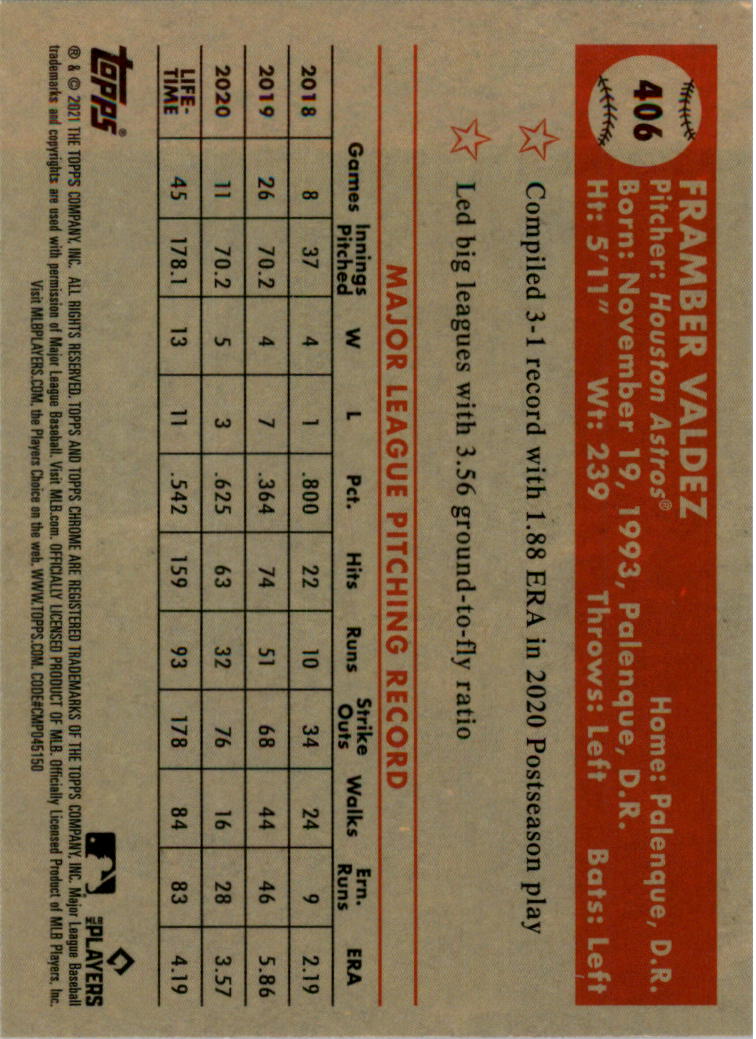 406
FRAMBER VALDEZ
Pitcher: Houston Astros® Home: Palenque, D.R.
Born: November 19, 1993, Palenque, D.R.
Ht: 5'11" Wt: 239 Throws: Left Bats: Left
Compiled 3-1 record with 1.88 ERA in 2020 Postseason play
Led big leagues with 3.56 ground-to-fly ratio
MAJOR LEAGUE PITCHING RECORD
Games Innings Pitched W L Pct. Hits Runs Strike Outs Walks Ern. Runs ERA
2018 8 37 4 1 .800 22 10 34 24 9 2.19
2019 26 70.2 4 7 .364 74 51 68 44 46 5.86
2020 11 70.2 5 3 .625 63 32 76 16 28 3.57
LIFE-TIME 45 178.1 13 11 .542 159 93 178 84 83 4.19
topps®
MLB PLAYERS
® & © 2021 THE TOPPS COMPANY, INC. ALL RIGHTS RESERVED. TOPPS AND TOPPS CHROME ARE REGISTERED TRADEMARKS OF THE TOPPS COMPANY, INC. Major League Baseball
trademarks and copyrights are used with permission of Major League Baseball. Visit MLB.com. OFFICIALLY LICENSED PRODUCT OF MLB. Officially Licensed Product of MLB Players, Inc.
Visit MLBPLAYERS.COM, the Players Choice on the web. WWW.TOPPS.COM. CODE#CMP045150